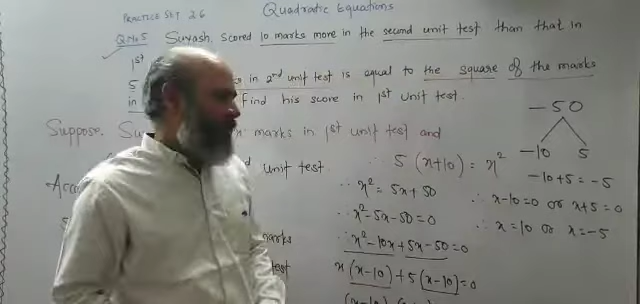 PRACTICE SET 2.6 Quadratic Equations
Q.No5 Suyash scored 10 marks more in the second unit test than that in
1st
5 in 2nd unit test is equal to the square of the marks
in Find his score in 1st unit test.
Suppose. marks in 1st unit test and
unit test.
marks
test
5(x+10) = x²
∴ x² = 5x+50
∴ x²-5x-50=0
∴ x²-10x+5x-50=0
x(x-10)+5(x-10)=0
-50
-10 5
-10+5=-5
∴ x-10=0 or x+5=0
∴ x=10 or x=-5